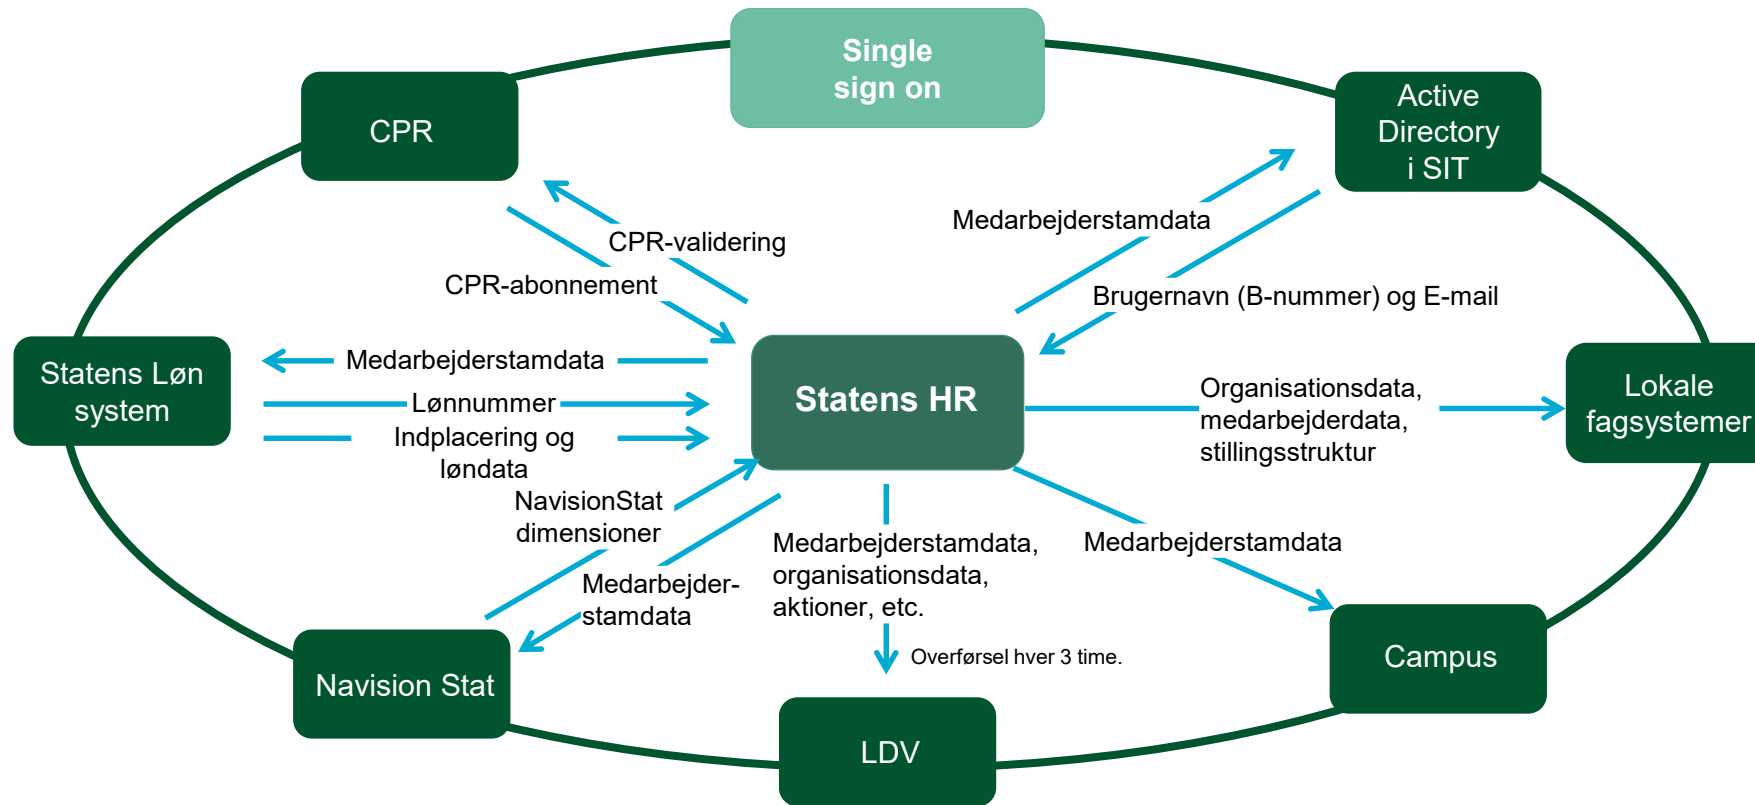 Single
sign on
CPR
Active
Directory
i SIT
Medarbejderstamdata
CPR-validering
CPR-abonnement
Brugernavn (B-nummer) og E-mail
Statens Løn
system
Medarbejderstamdata
Lønnummer
Indplacering og
løndata
Statens HR
Organisationsdata,
medarbejderdata,
stillingsstruktur
Lokale
fagsystemer
NavisionStat
dimensioner
Medarbejder-
stamdata
Medarbejderstamdata,
organisationsdata,
aktioner, etc.
Medarbejderstamdata
Overførsel hver 3 time.
Navision Stat
LDV
Campus